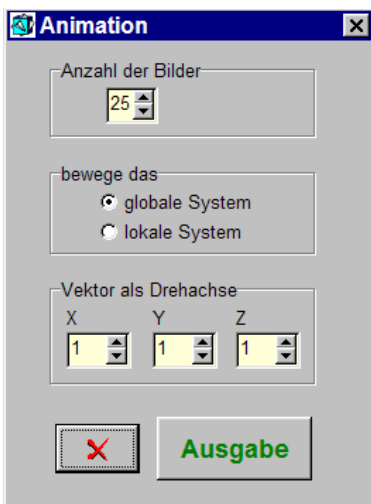 Animation
Anzahl der Bilder
25
bewege das
globale System
lokale System
Vektor als Drehachse
X Y Z
1 1 1
Ausgabe